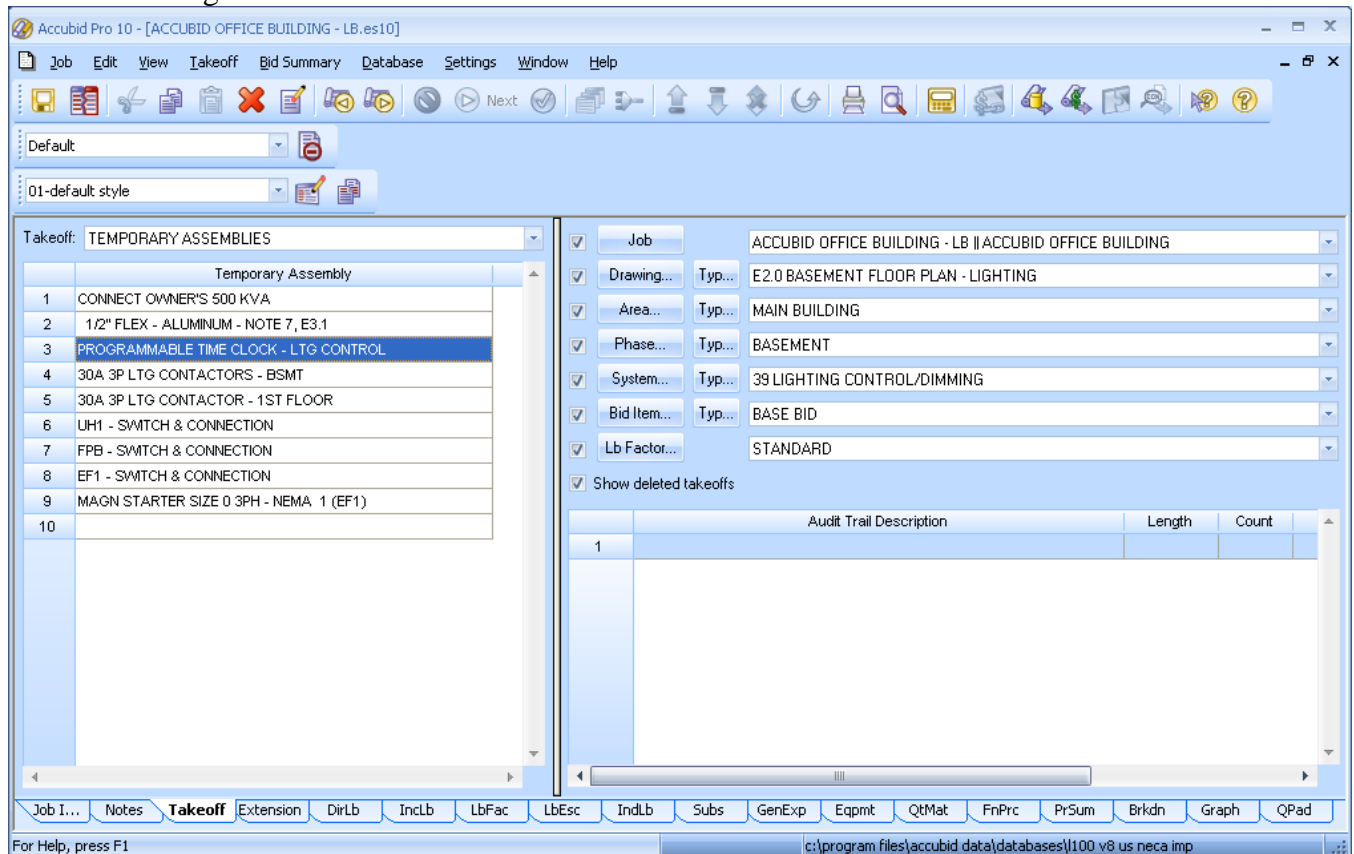 Accubid Pro 10 - [ACCUBID OFFICE BUILDING - LB.es10]
Job Edit View Takeoff Bid Summary Database Settings Window Help
Next
Default
01-default style
Takeoff: TEMPORARY ASSEMBLIES
Temporary Assembly
1 CONNECT OWNER'S 500 KVA
2 1/2" FLEX - ALUMINUM - NOTE 7, E3.1
3 PROGRAMMABLE TIME CLOCK - LTG CONTROL
4 30A 3P LTG CONTACTORS - BSMT
5 30A 3P LTG CONTACTOR - 1ST FLOOR
6 UH1 - SWITCH & CONNECTION
7 FPB - SWITCH & CONNECTION
8 EF1 - SWITCH & CONNECTION
9 MAGN STARTER SIZE 0 3PH - NEMA 1 (EF1)
10
Job ACCUBID OFFICE BUILDING - LB || ACCUBID OFFICE BUILDING
Drawing... Typ... E2.0 BASEMENT FLOOR PLAN - LIGHTING
Area... Typ... MAIN BUILDING
Phase... Typ... BASEMENT
System... Typ... 39 LIGHTING CONTROL/DIMMING
Bid Item... Typ... BASE BID
Lb Factor... STANDARD
Show deleted takeoffs
Audit Trail Description Length Count
1
Job I... Notes Takeoff Extension DirLb IncLb LbFac LbEsc IndLb Subs GenExp Eqpmt QtMat FnPrc PrSum Brkdn Graph QPad
For Help, press F1 c:\program files\accubid data\databases\l100 v8 us neca imp